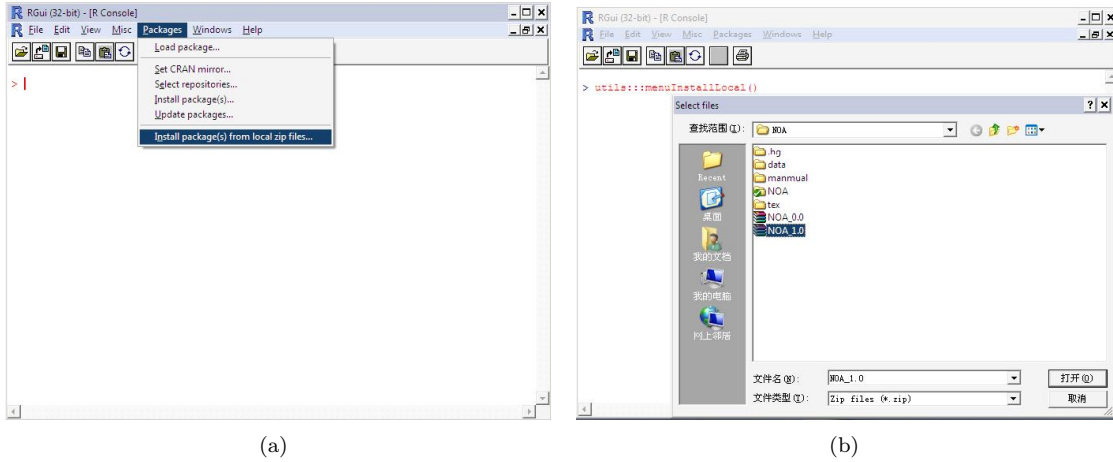 RGui (32-bit) - [R Console]
File Edit View Misc Packages Windows Help
Load package...
Set CRAN mirror...
Select repositories...
Install package(s)...
Update packages...
Install package(s) from local zip files...
>
(a)
RGui (32-bit) - [R Console]
File Edit View Misc Packages Windows Help
> utils:::menuInstallLocal()
Select files
查找范围(I): NOA
Recent
桌面
我的文档
我的电脑
网上邻居
.hg
data
manmual
NOA
tex
NOA_0.0
NOA_1.0
文件名(N): NOA_1.0 打开(O)
文件类型(T): Zip files (*.zip) 取消
(b)